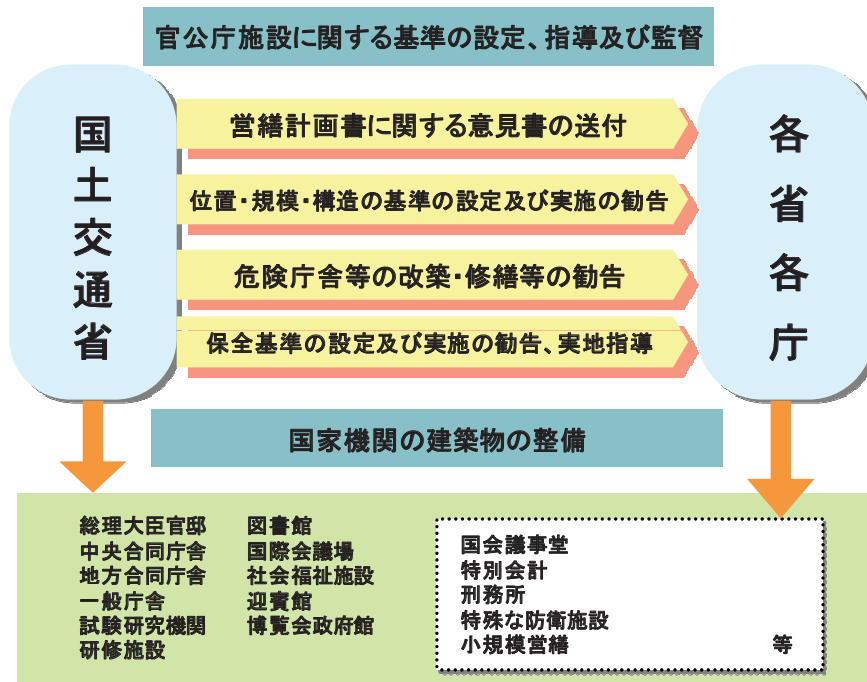 官公庁施設に関する基準の設定、指導及び監督
国土交通省
営繕計画書に関する意見書の送付
位置・規模・構造の基準の設定及び実施の勧告
危険庁舎等の改築・修繕等の勧告
保全基準の設定及び実施の勧告、実地指導
各省各庁
国家機関の建築物の整備
総理大臣官邸
中央合同庁舎
地方合同庁舎
一般庁舎
試験研究機関
研修施設
図書館
国際会議場
社会福祉施設
迎賓館
博覧会政府館
国会議事堂
特別会計
刑務所
特殊な防衛施設
小規模営繕 等